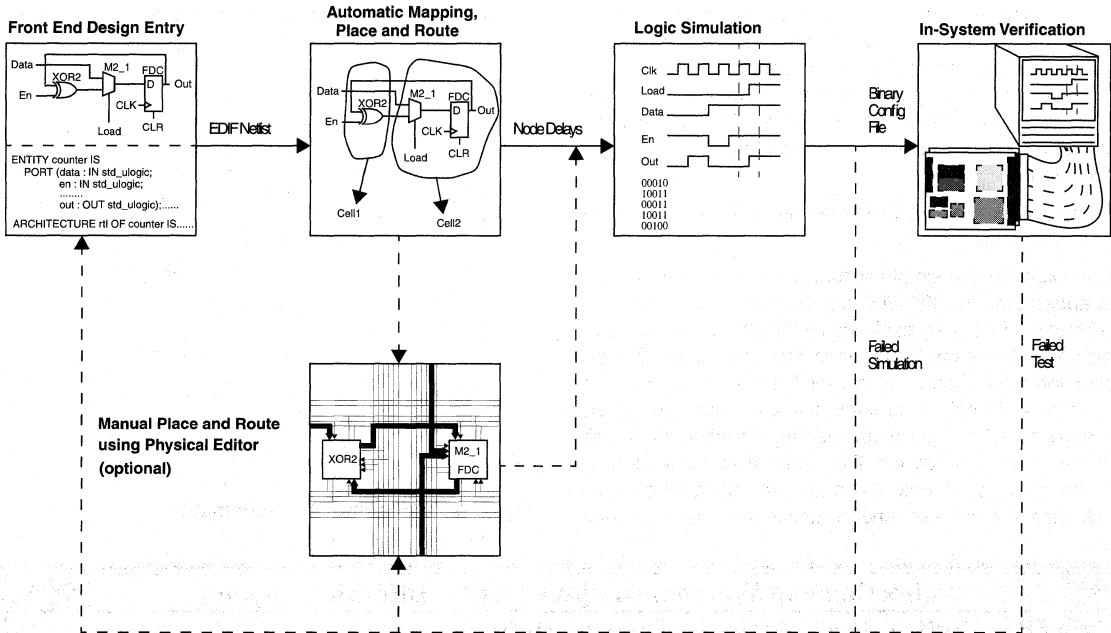 Front End Design Entry
Data
XOR2
M2_1
FDC
D
Out
En
CLK
Load
CLR
ENTITY counter IS
PORT (data : IN std_ulogic;
en : IN std_ulogic;
........
out : OUT std_ulogic);......
ARCHITECTURE rtl OF counter IS......
EDIF Netlist
Automatic Mapping,
Place and Route
Data
XOR2
M2_1
FDC
D
Out
En
CLK
Load
CLR
Cell1
Cell2
Node Delays
Logic Simulation
Clk
Load
Data
En
Out
00010
10011
00011
10011
00100
Binary
Config
File
In-System Verification
Failed
Simulation
Failed
Test
Manual Place and Route
using Physical Editor
(optional)
XOR2
M2_1
FDC